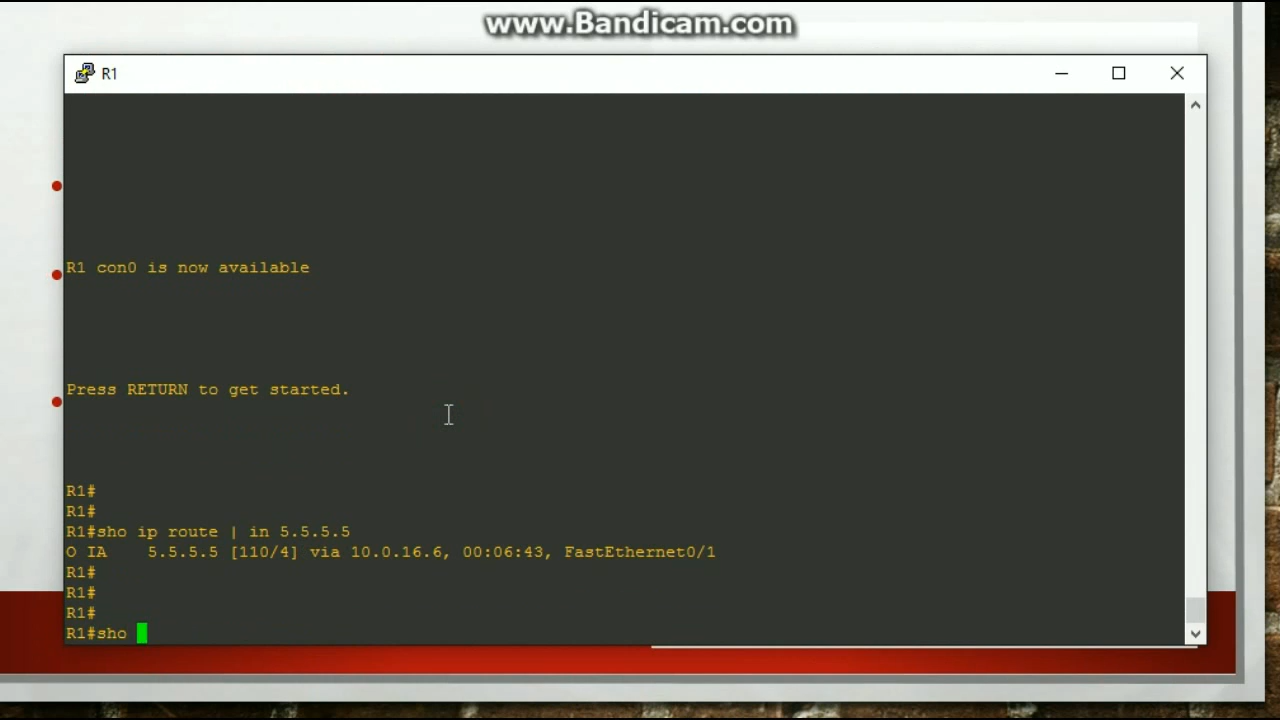 www.Bandicam.com
R1
R1 con0 is now available
Press RETURN to get started.
R1#
R1#
R1#sho ip route | in 5.5.5.5
O IA    5.5.5.5 [110/4] via 10.0.16.6, 00:06:43, FastEthernet0/1
R1#
R1#
R1#
R1#sho